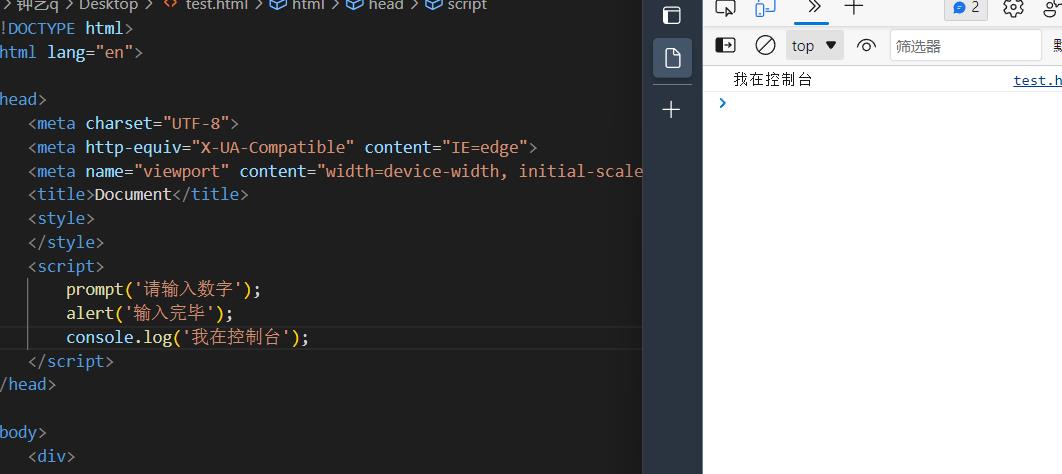 钟艺q > Desktop > <> test.html > html > head > script
!DOCTYPE html>
html lang="en">
head>
<meta charset="UTF-8">
<meta http-equiv="X-UA-Compatible" content="IE=edge">
<meta name="viewport" content="width=device-width, initial-scale
<title>Document</title>
<style>
</style>
<script>
prompt('请输入数字');
alert('输入完毕');
console.log('我在控制台');
</script>
/head>
body>
<div>
2
top
筛选器
我在控制台
test.h